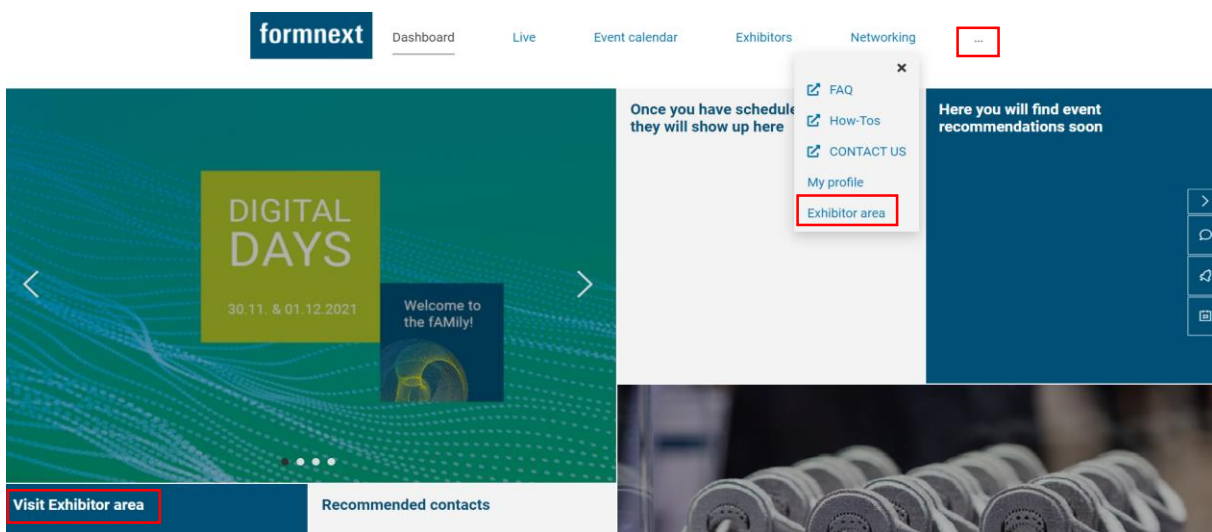 formnext
Dashboard
Live
Event calendar
Exhibitors
Networking
...
FAQ
How-Tos
CONTACT US
My profile
Exhibitor area
Once you have schedule
they will show up here
Here you will find event
recommendations soon
DIGITAL
DAYS
30.11. & 01.12.2021
Welcome to
the fAMily!
Visit Exhibitor area
Recommended contacts